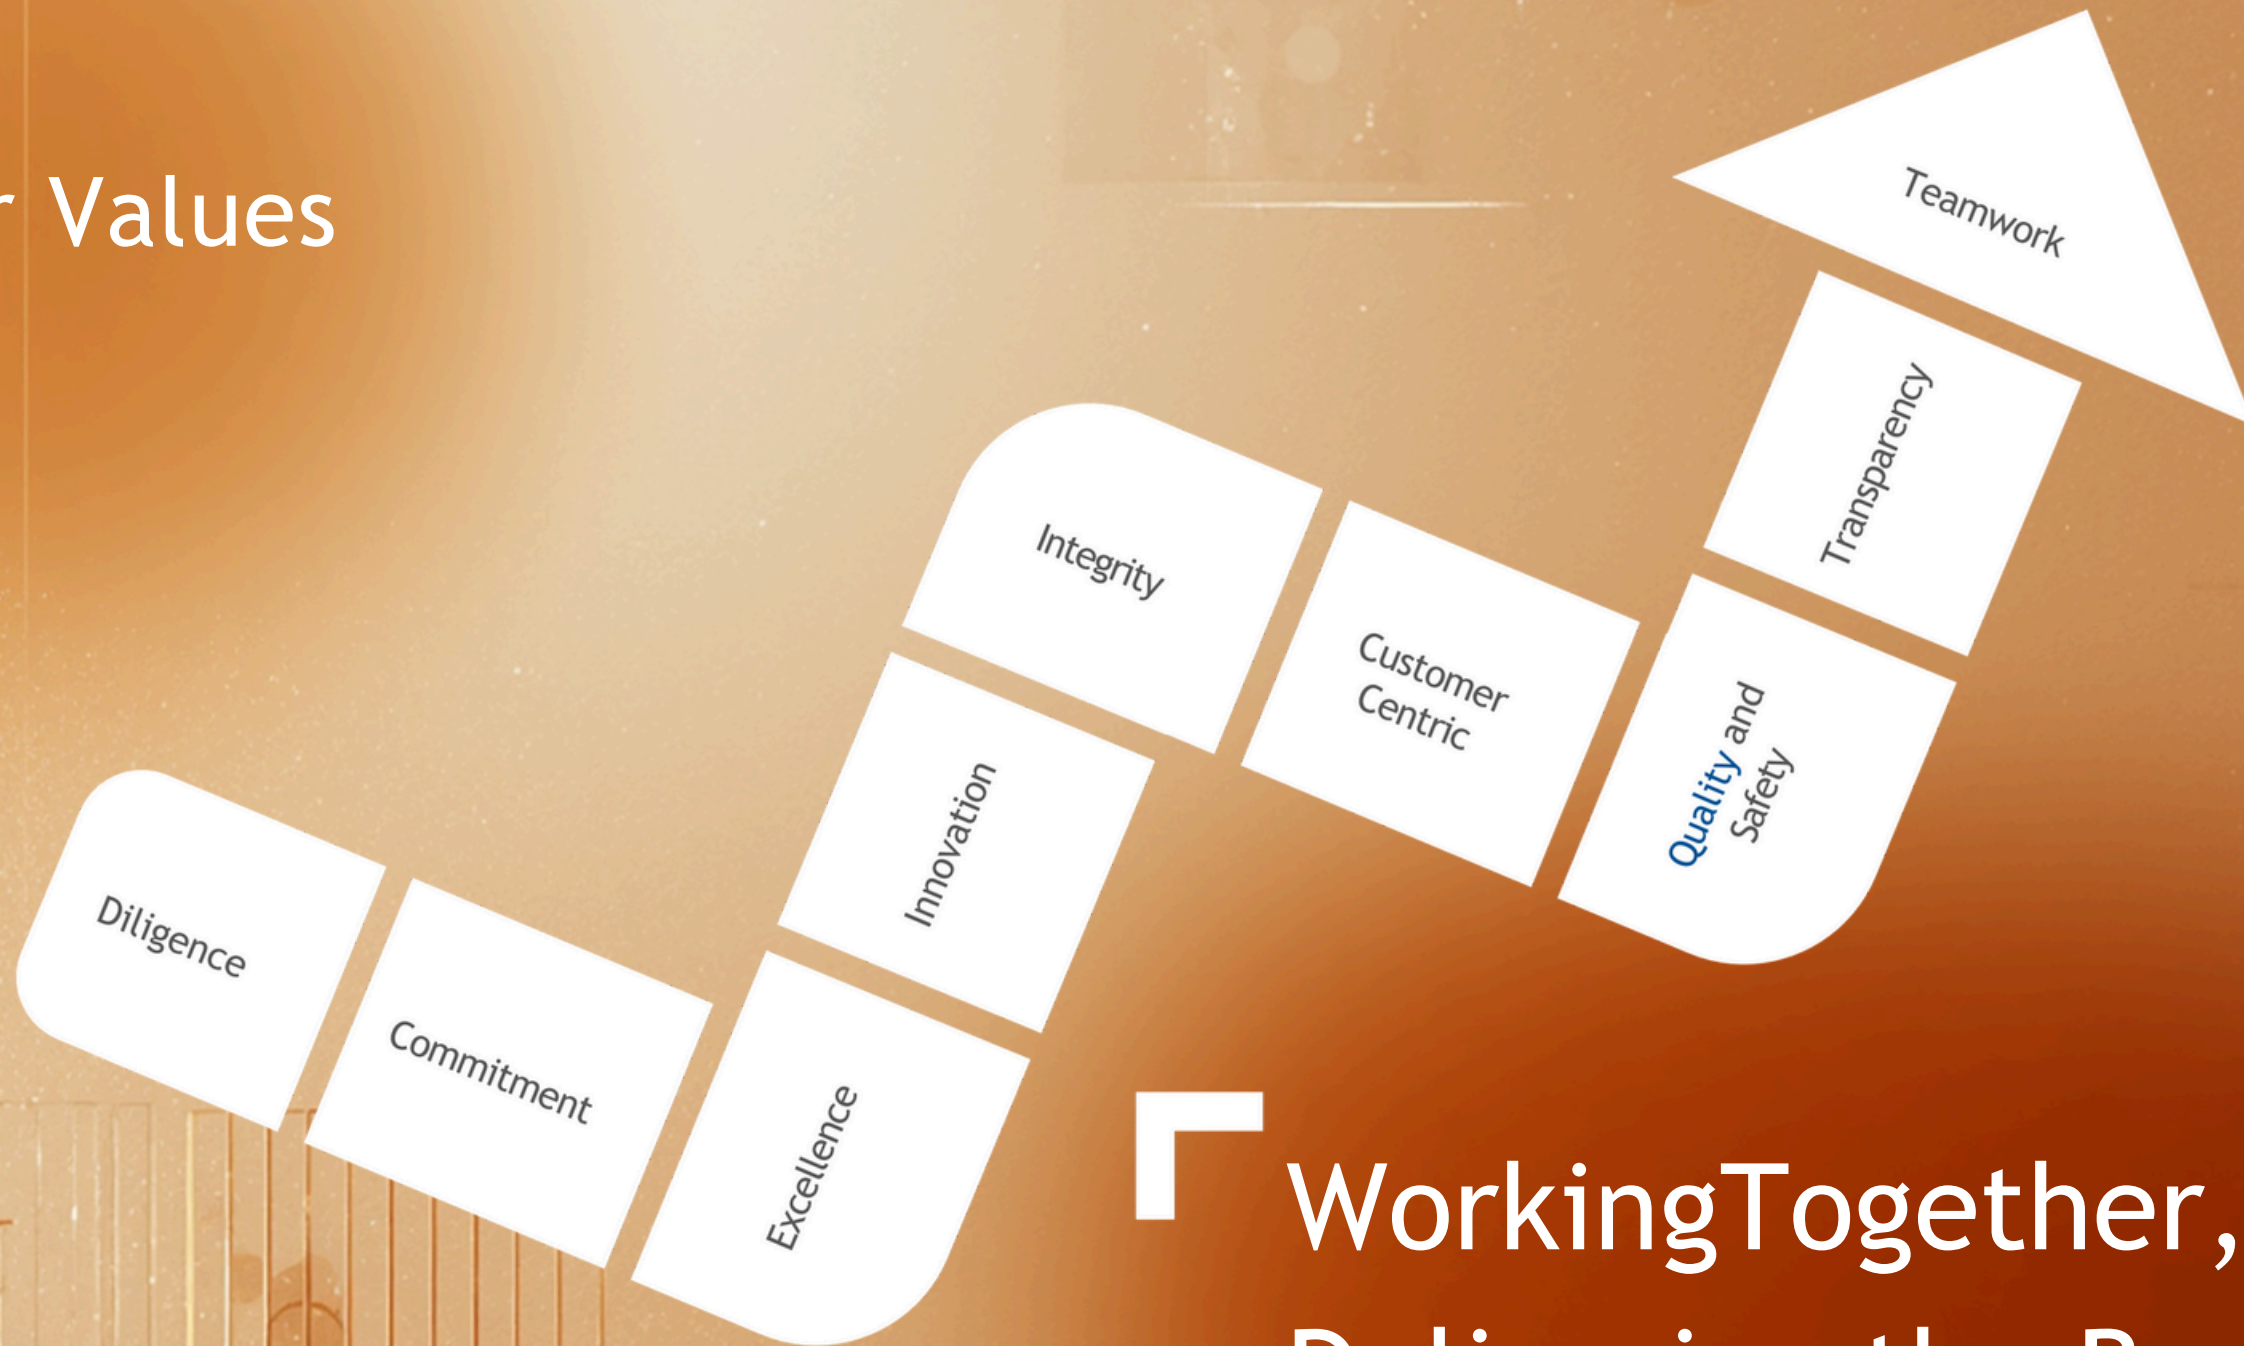 r Values
Teamwork
Transparency
Quality and
Safety
Customer
Centric
Integrity
Innovation
Excellence
Commitment
Diligence
WorkingTogether,